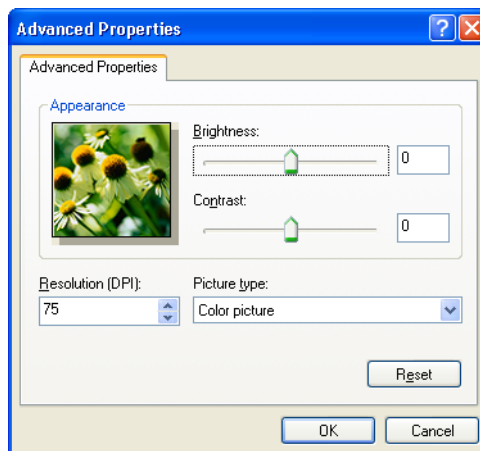 Advanced Properties
Advanced Properties
Appearance
Brightness:
0
Contrast:
0
Resolution (DPI):
Picture type:
75
Color picture
Reset
OK
Cancel